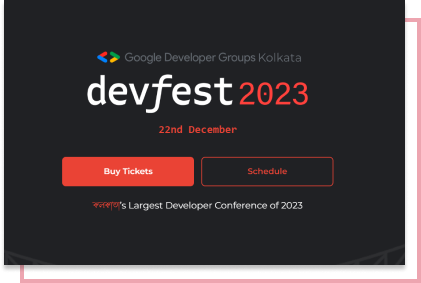 Google Developer Groups Kolkata
devfest 2023
22nd December
Buy Tickets
Schedule
কলকাতা's Largest Developer Conference of 2023